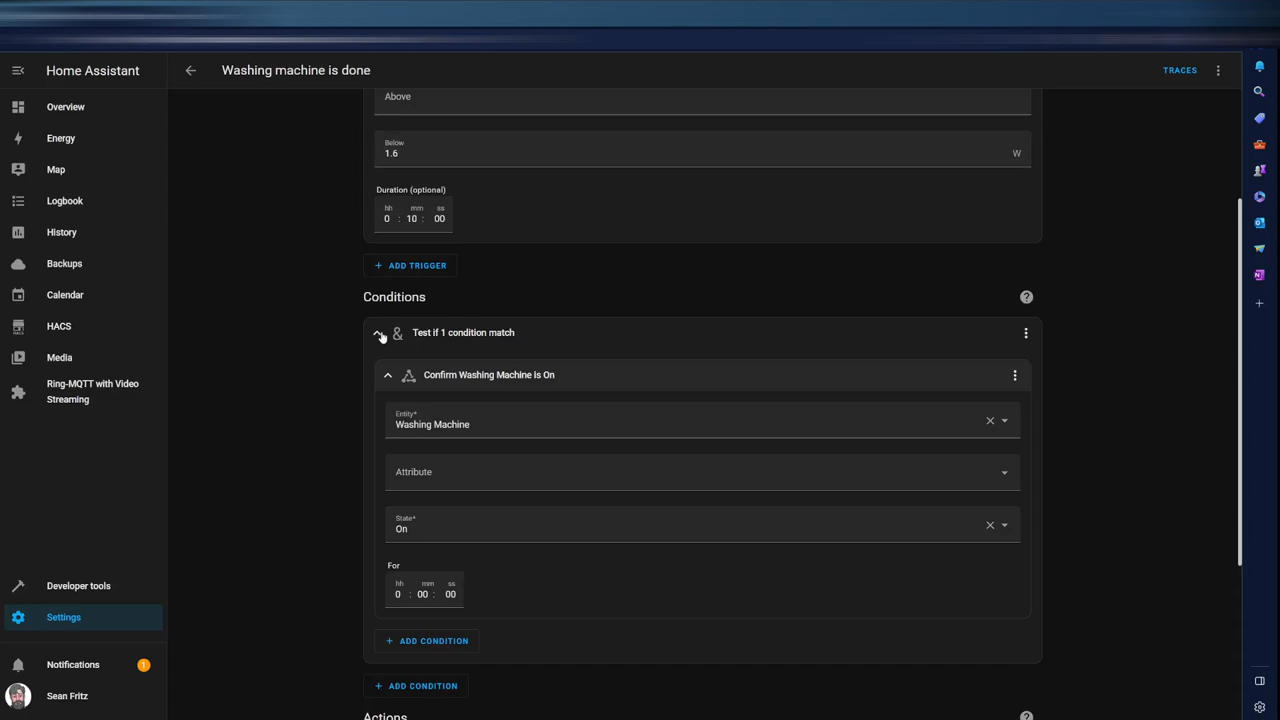 Home Assistant
Washing machine is done
TRACES
Overview
Energy
Map
Logbook
History
Backups
Calendar
HACS
Media
Ring-MQTT with Video
Streaming
Developer tools
Settings
Notifications
1
Sean Fritz
Above
Below
1.6
W
Duration (optional)
hh mm ss
0 : 10 : 00
+ ADD TRIGGER
Conditions
?
& Test if 1 condition match
Confirm Washing Machine is On
Entity*
Washing Machine
Attribute
State*
On
For
hh mm ss
0 : 00 : 00
+ ADD CONDITION
+ ADD CONDITION
Actions
?